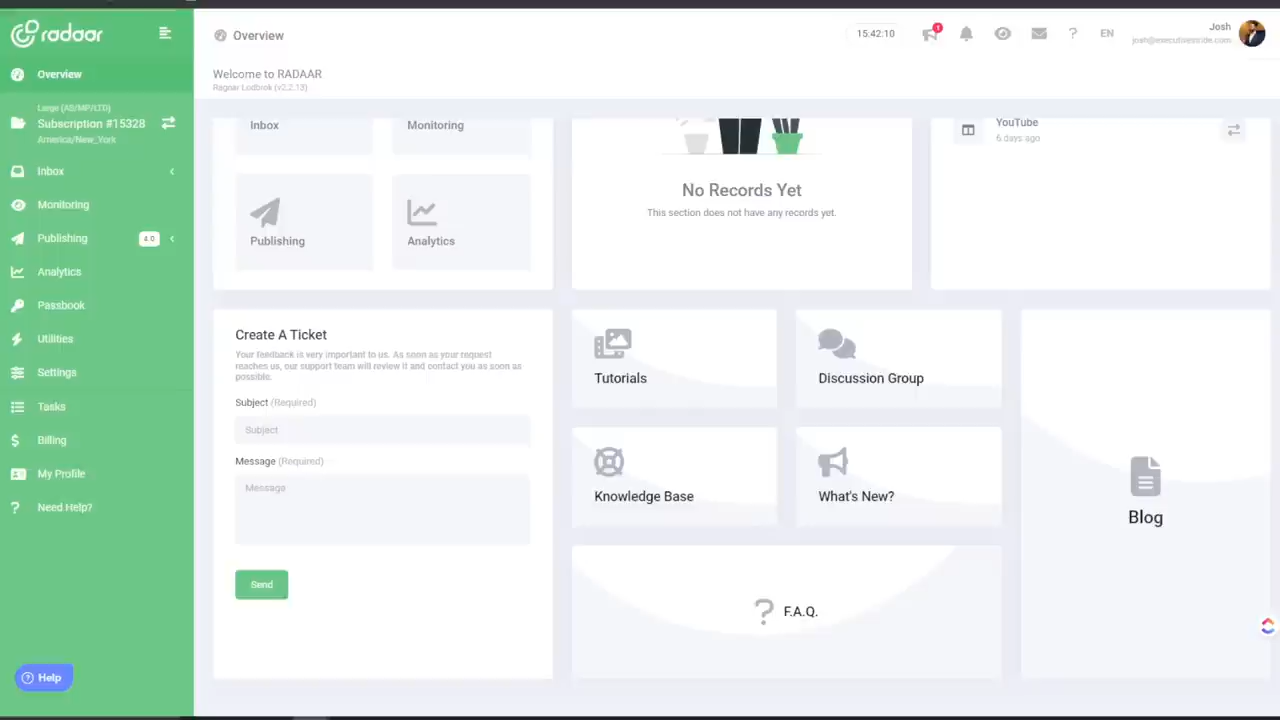 radaar
Overview
Large (AS/MP/LTD)
Subscription #15328
America/New_York
Inbox
Monitoring
Publishing
4.0
Analytics
Passbook
Utilities
Settings
Tasks
Billing
My Profile
Need Help?
Help
Overview
15:42:10
1
?
EN
Josh
Welcome to RADAAR
Ragnar Lodbrok (v2.2.13)
Inbox
Monitoring
Publishing
Analytics
No Records Yet
This section does not have any records yet.
YouTube
6 days ago
Create A Ticket
Your feedback is very important to us. As soon as your request
reaches us, our support team will review it and contact you as soon as
possible.
Subject (Required)
Subject
Message (Required)
Message
Send
Tutorials
Discussion Group
Knowledge Base
What's New?
? F.A.Q.
Blog